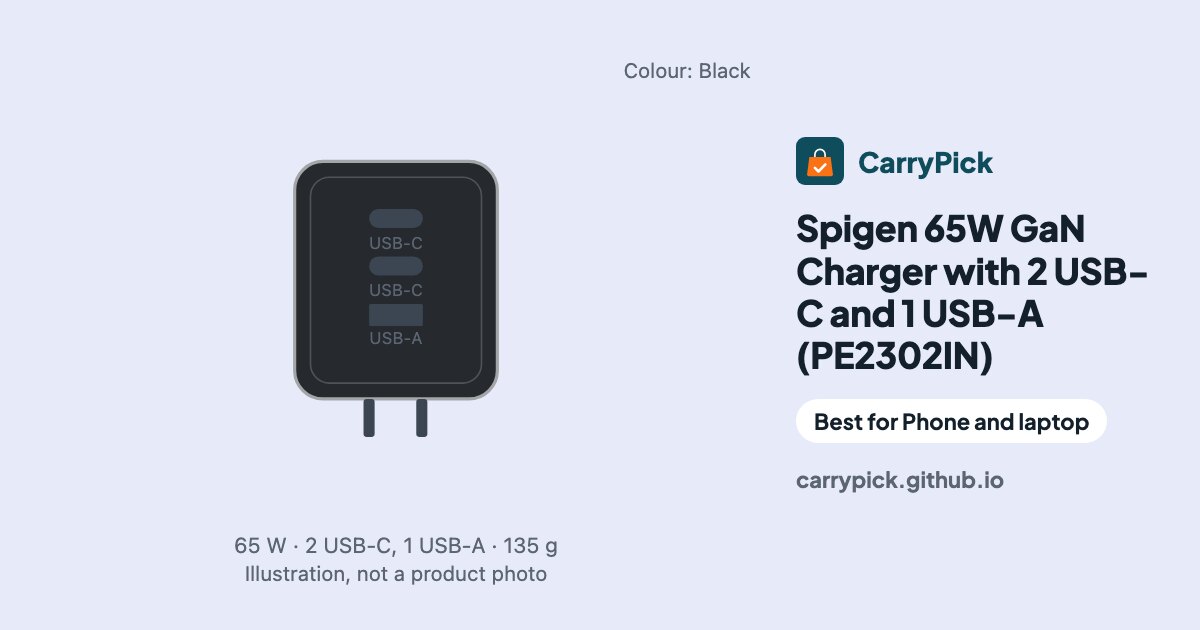 Colour: Black
USB-C
USB-C
USB-A
65 W · 2 USB-C, 1 USB-A · 135 g
Illustration, not a product photo
CarryPick
Spigen 65W GaN
Charger with 2 USB-
C and 1 USB-A
(PE2302IN)
Best for Phone and laptop
carrypick.github.io